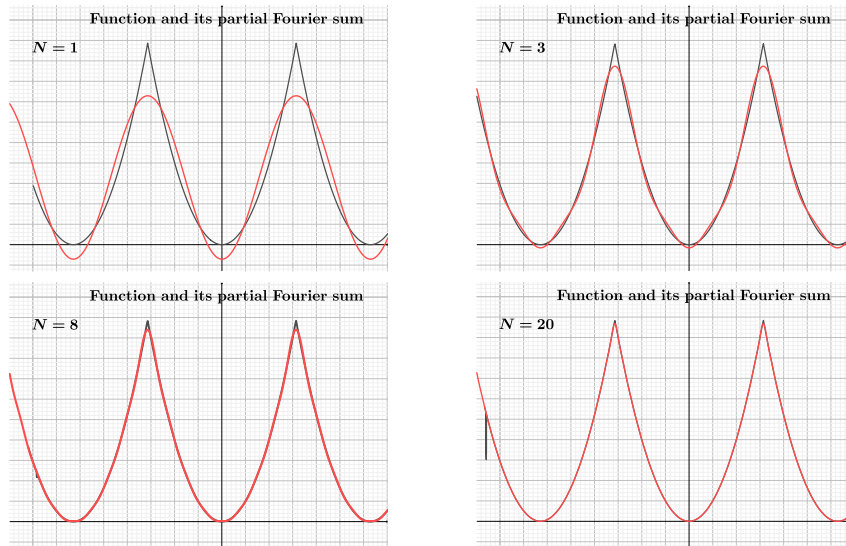 Function and its partial Fourier sum
N = 1
Function and its partial Fourier sum
N = 3
Function and its partial Fourier sum
N = 8
Function and its partial Fourier sum
N = 20